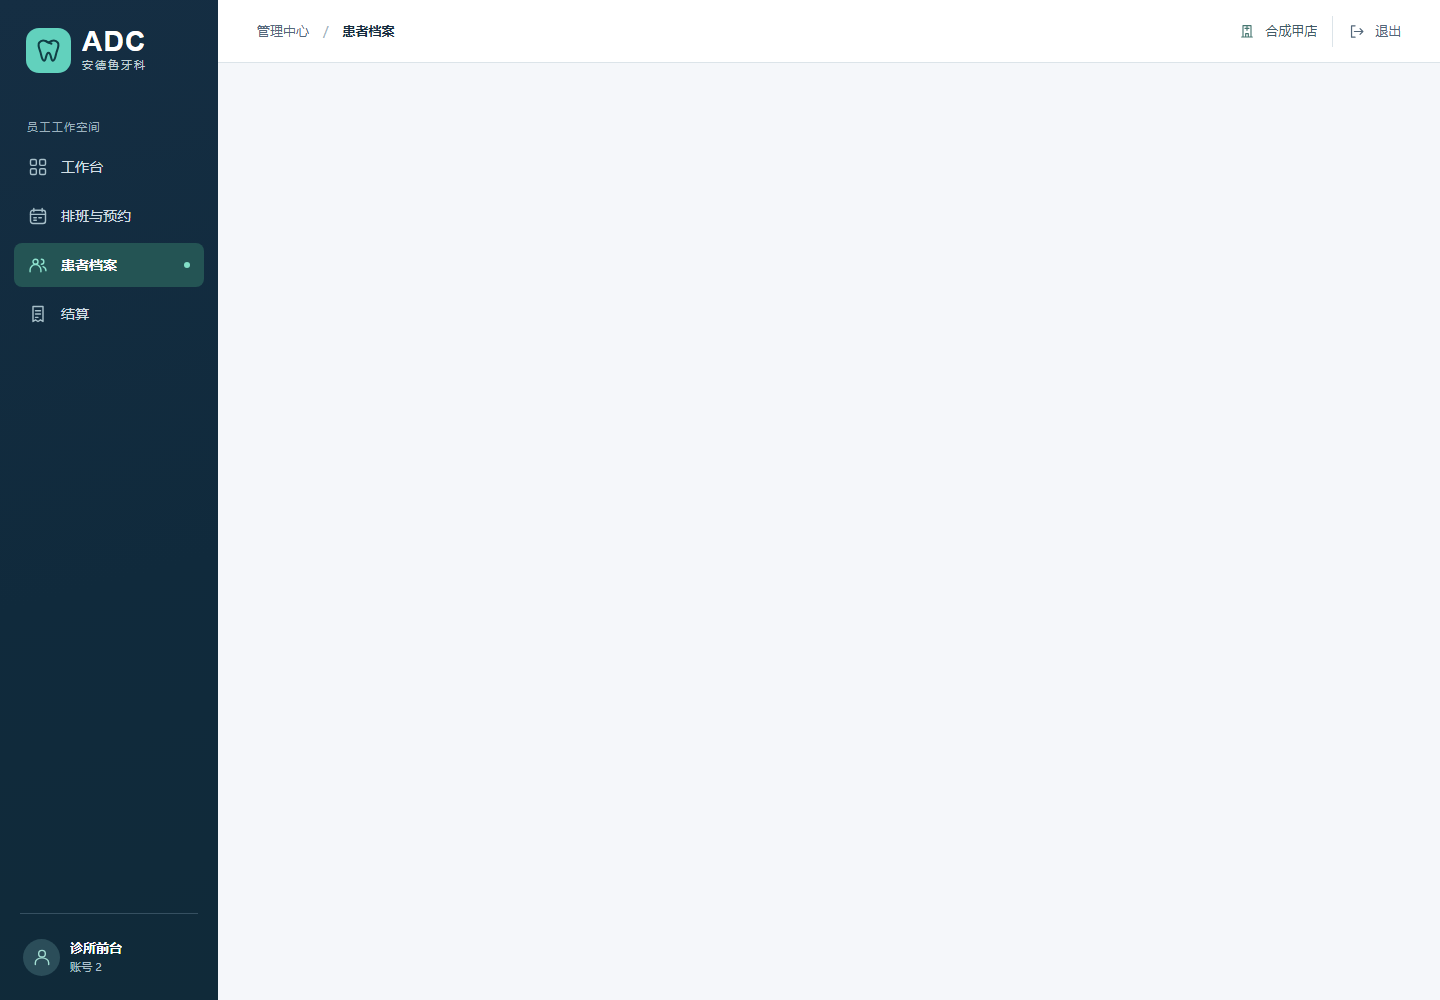 ADC
安德鲁牙科
员工工作空间
工作台
排班与预约
患者档案
结算
诊所前台
账号 2
管理中心 / 患者档案
合成甲店
退出